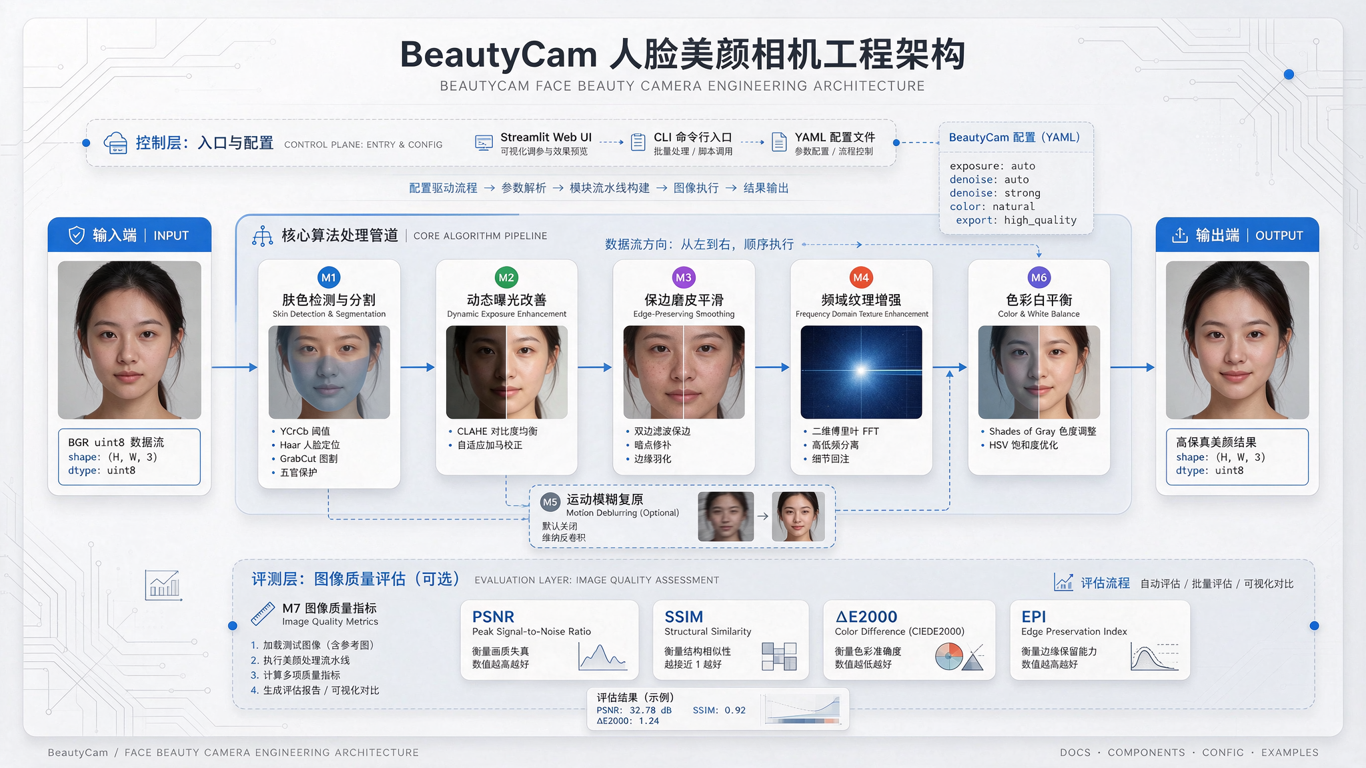 BeautyCam 人脸美颜相机工程架构
BEAUTYCAM FACE BEAUTY CAMERA ENGINEERING ARCHITECTURE
控制层：入口与配置
CONTROL PLANE: ENTRY & CONFIG
Streamlit Web UI
可视化调参与效果预览
CLI 命令行入口
批量处理 / 脚本调用
YAML 配置文件
参数配置 / 流程控制
BeautyCam 配置（YAML）
exposure: auto
denoise: auto
denoise: strong
color: natural
export: high_quality
配置驱动流程 → 参数解析 → 模块流水线构建 → 图像执行 → 结果输出
输入端 | INPUT
BGR uint8 数据流
shape: (H, W, 3)
dtype: uint8
核心算法处理管道 | CORE ALGORITHM PIPELINE
数据流方向：从左到右，顺序执行
M1
肤色检测与分割
Skin Detection & Segmentation
• YCrCb 阈值
• Haar 人脸定位
• GrabCut 图割
• 五官保护
M2
动态曝光改善
Dynamic Exposure Enhancement
• CLAHE 对比度均衡
• 自适应加马校正
M3
保边磨皮平滑
Edge-Preserving Smoothing
• 双边滤波保边
• 暗点修补
• 边缘羽化
M4
频域纹理增强
Frequency Domain Texture Enhancement
• 二维傅里叶 FFT
• 高低频分离
• 细节回注
M6
色彩白平衡
Color & White Balance
• Shades of Gray 色度调整
• HSV 饱和度优化
输出端 | OUTPUT
高保真美颜结果
shape: (H, W, 3)
dtype: uint8
M5
运动模糊复原
Motion Deblurring (Optional)
默认关闭
维纳反卷积
评测层：图像质量评估（可选）
EVALUATION LAYER: IMAGE QUALITY ASSESSMENT
评估流程
自动评估 / 批量评估 / 可视化对比
M7 图像质量指标
Image Quality Metrics
1. 加载测试图像（含参考图）
2. 执行美颜处理流水线
3. 计算多项质量指标
4. 生成评估报告 / 可视化对比
PSNR
Peak Signal-to-Noise Ratio
衡量画质失真
数值越高越好
SSIM
Structural Similarity
衡量结构相似性
越接近 1 越好
ΔE2000
Color Difference (CIEDE2000)
衡量色彩准确度
数值越低越好
EPI
Edge Preservation Index
衡量边缘保留能力
数值越高越好
评估结果（示例）
PSNR: 32.78 dB SSIM: 0.92
ΔE2000: 1.24
BeautyCam / FACE BEAUTY CAMERA ENGINEERING ARCHITECTURE
DOCS · COMPONENTS · CONFIC · EXAMPLES